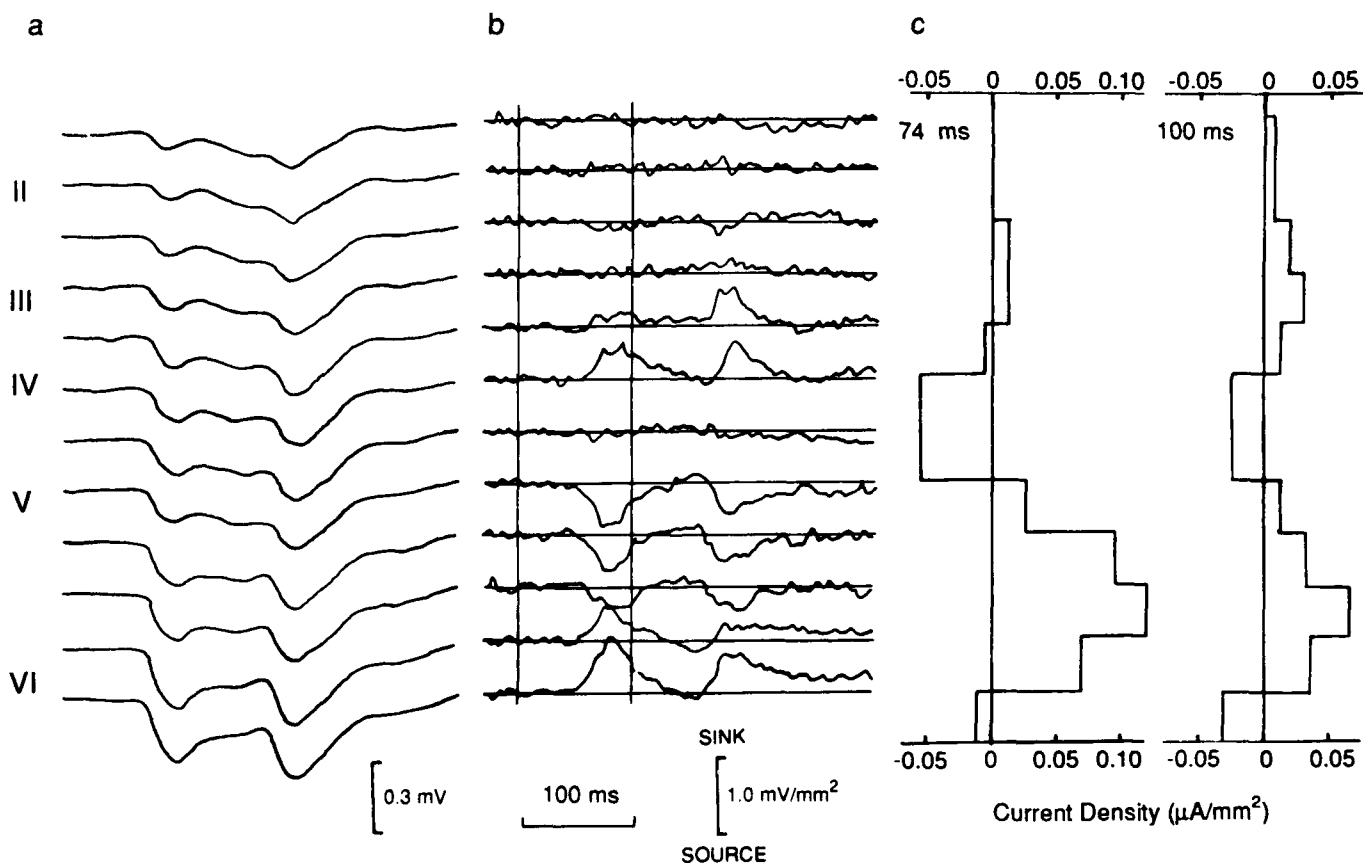 a
b
c
-0.05 0 0.05 0.10
-0.05 0 0.05
74 ms
100 ms
II
III
IV
V
VI
0.3 mV
100 ms
SINK
1.0 mV/mm²
SOURCE
-0.05 0 0.05 0.10
-0.05 0 0.05
Current Density (μA/mm²)